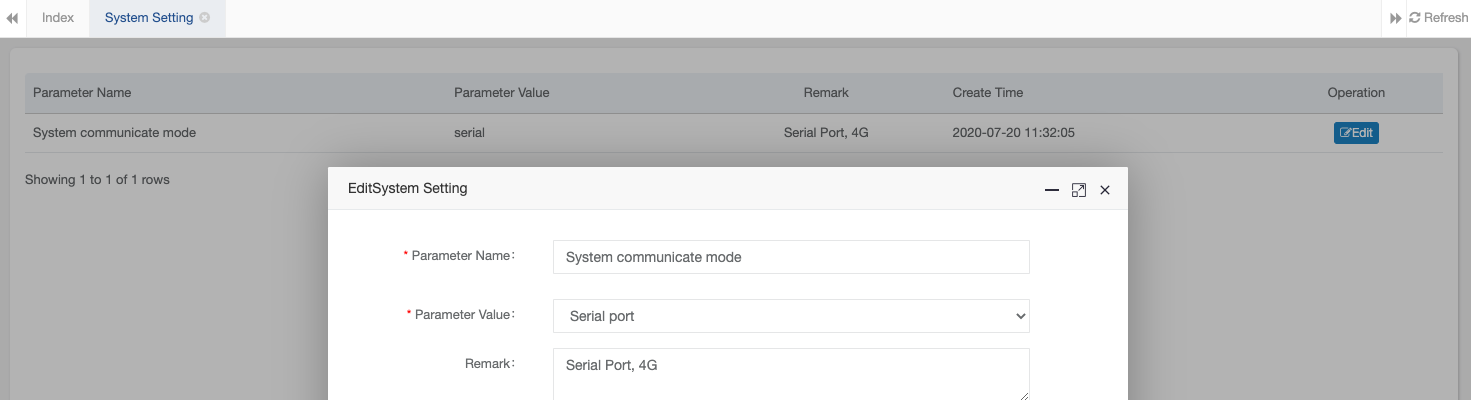 Index System Setting Refresh
Parameter Name Parameter Value Remark Create Time Operation
System communicate mode serial Serial Port, 4G 2020-07-20 11:32:05 Edit
Showing 1 to 1 of 1 rows
EditSystem Setting
* Parameter Name: System communicate mode
* Parameter Value: Serial port
Remark: Serial Port, 4G